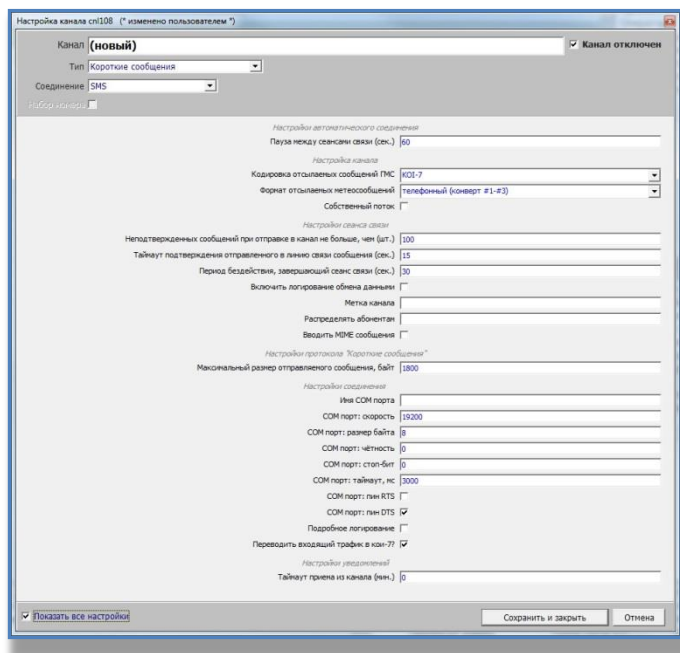 Настройка канала cnl108 (* изменено пользователем *)
Канал (новый) Канал отключен
Тип Короткие сообщения
Соединение SMS
Набор номера
Настройки автоматического соединения
Пауза между сеансами связи (сек.) 60
Настройка канала
Кодировка отсылаемых сообщений ГМС KOI-7
Формат отсылаемых метеосообщений телефонный (конверт #1-#3)
Собственный поток
Настройки сеанса связи
Неподтвержденных сообщений при отправке в канал не больше, чем (шт.) 100
Таймаут подтверждения отправленного в линию связи сообщения (сек.) 15
Период бездействия, завершающий сеанс связи (сек.) 30
Включить логирование обмена данными
Метка канала
Распределять абонентам
Вводить MIME сообщения
Настройки протокола "Короткие сообщения"
Максимальный размер отправляемого сообщения, байт 1800
Настройки соединения
Имя COM порта
COM порт: скорость 19200
COM порт: размер байта 8
COM порт: чётность 0
COM порт: стоп-бит 0
COM порт: таймаут, мс 3000
COM порт: пин RTS
COM порт: пин DTS
Подробное логирование
Переводить входящий трафик в кои-7?
Настройки уведомлений
Таймаут приема из канала (мин.) 0
Показать все настройки Сохранить и закрыть Отмена